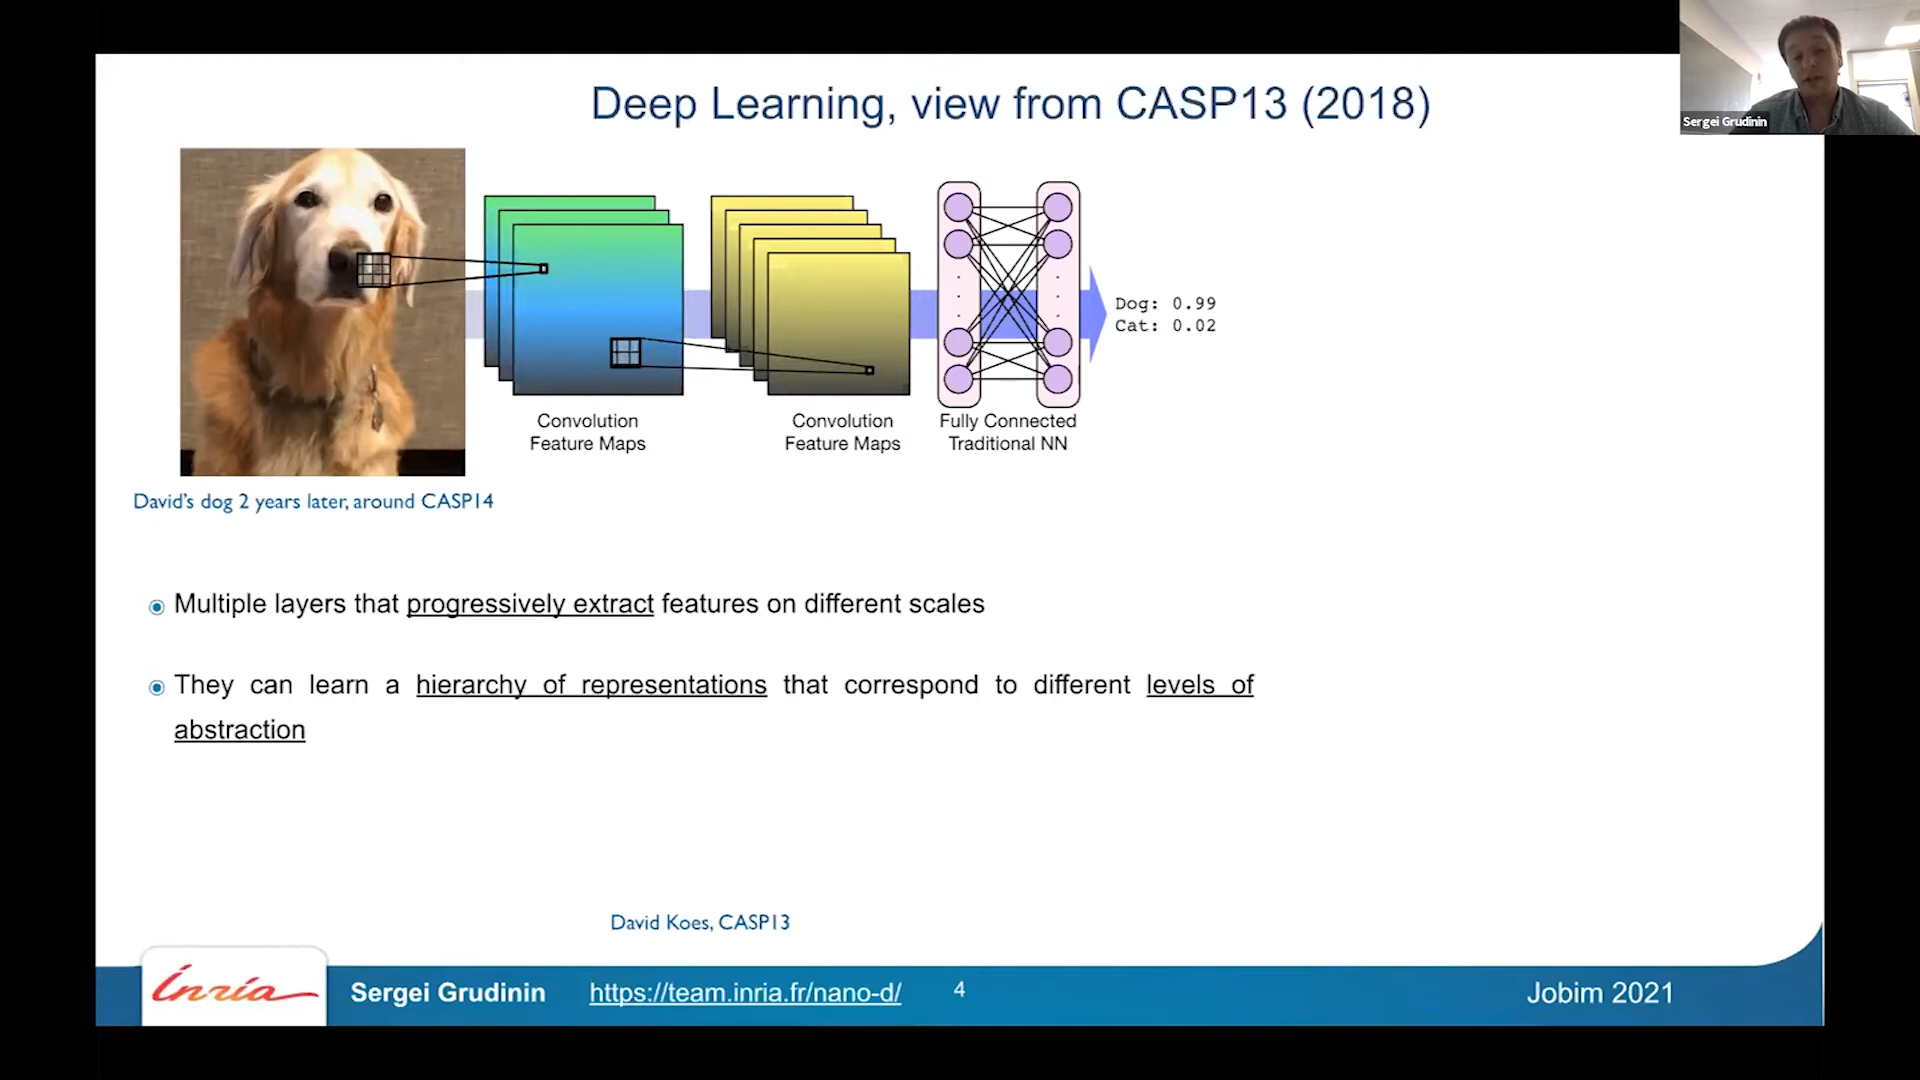 Deep Learning, view from CASP13 (2018)
Sergei Grudinin
Dog: 0.99
Cat: 0.02
Convolution
Feature Maps
Convolution
Feature Maps
Fully Connected
Traditional NN
David's dog 2 years later, around CASP14
Multiple layers that progressively extract features on different scales
They can learn a hierarchy of representations that correspond to different levels of
abstraction
David Koes, CASP13
Inria
Sergei Grudinin
https://team.inria.fr/nano-d/
4
Jobim 2021